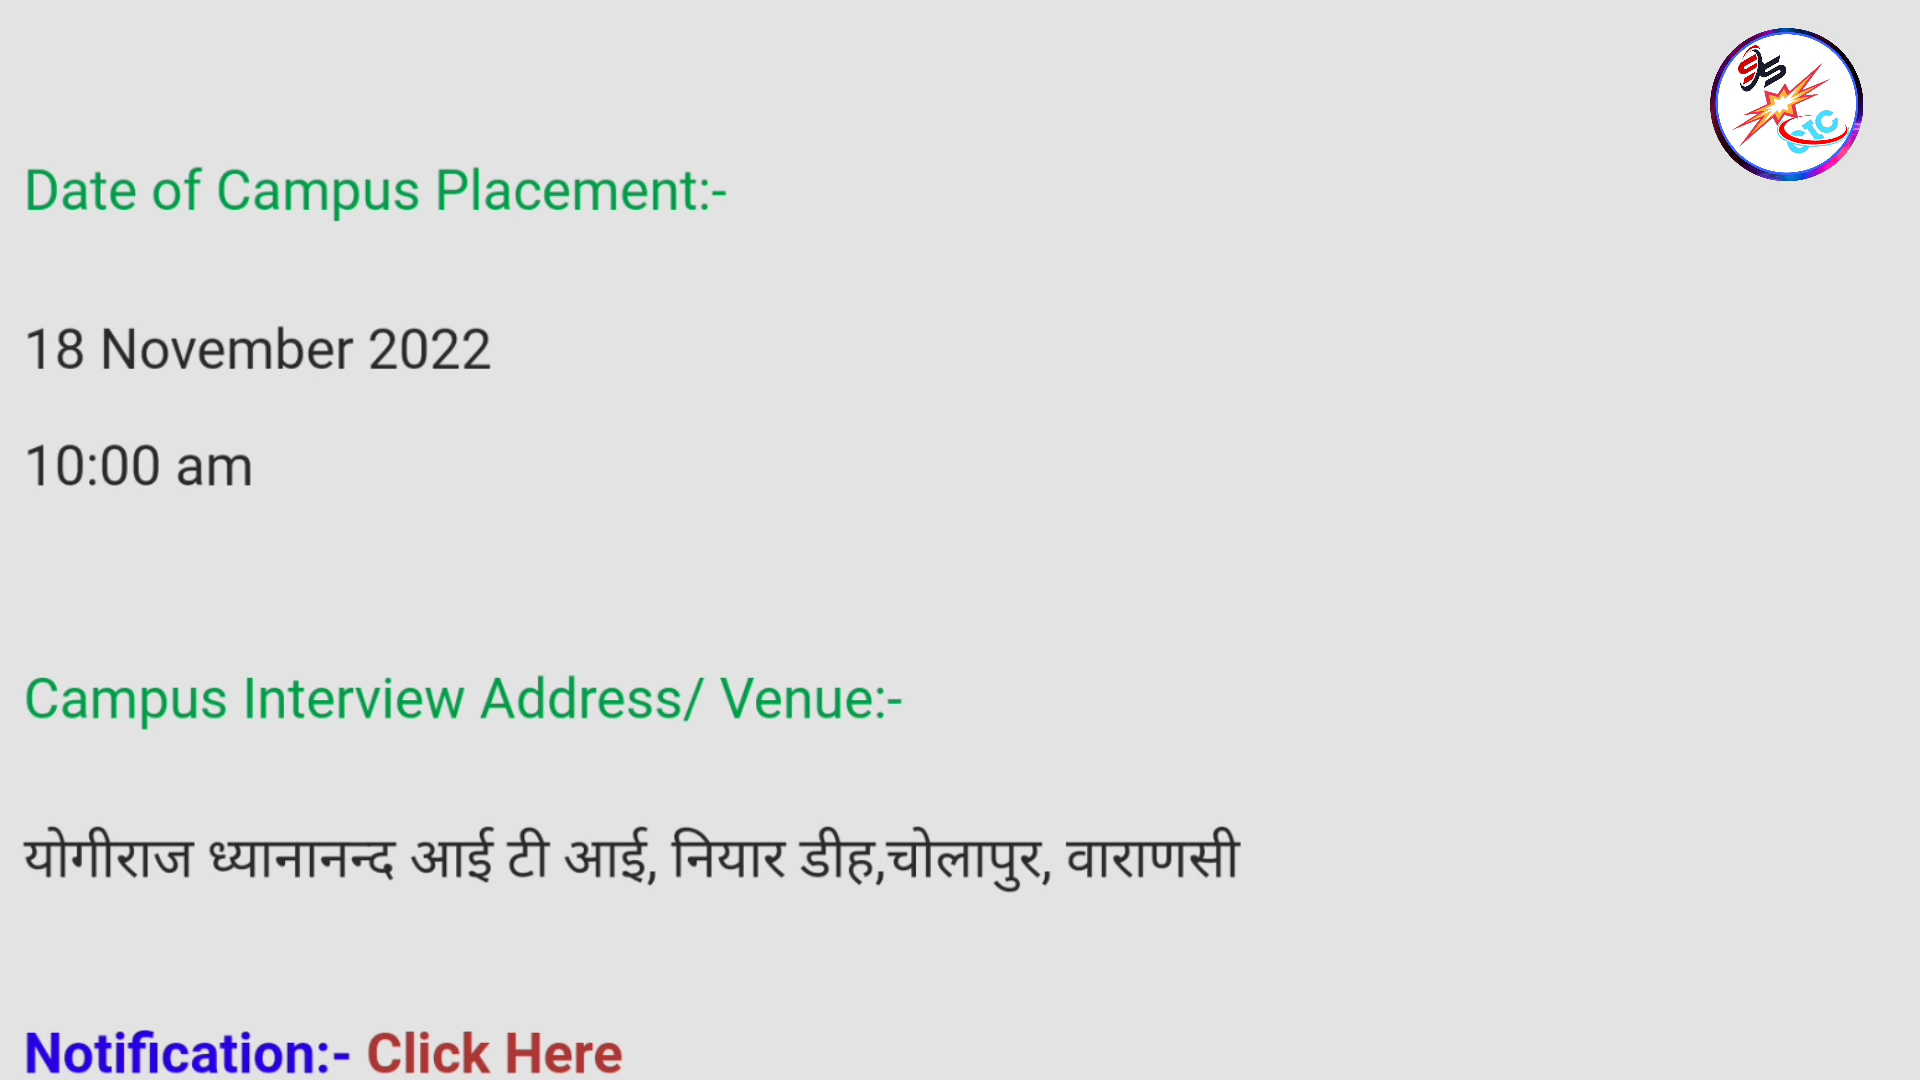 Date of Campus Placement:-
18 November 2022
10:00 am
Campus Interview Address/ Venue:-
योगीराज ध्यानानन्द आई टी आई, नियार डीह,चोलापुर, वाराणसी
Notification:- Click Here